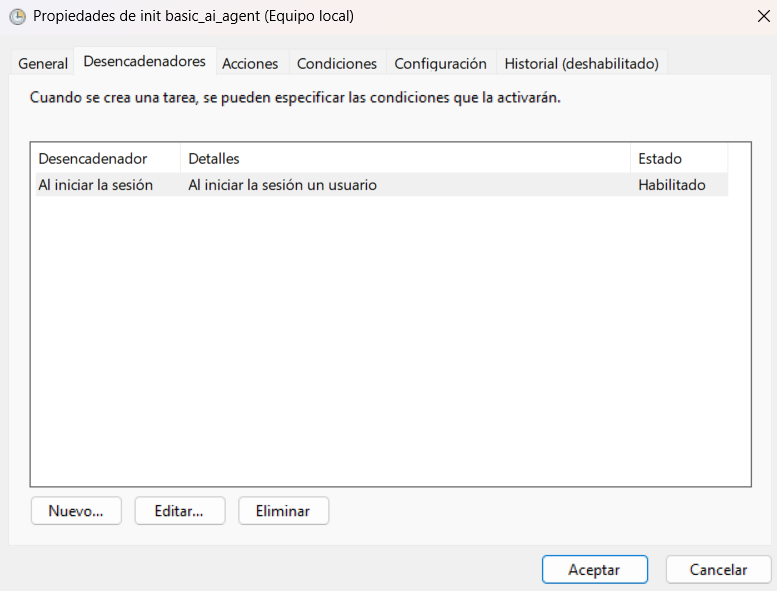 Propiedades de init basic_ai_agent (Equipo local)
General Desencadenadores Acciones Condiciones Configuración Historial (deshabilitado)
Cuando se crea una tarea, se pueden especificar las condiciones que la activarán.
Desencadenador Detalles Estado
Al iniciar la sesión Al iniciar la sesión un usuario Habilitado
Nuevo... Editar... Eliminar
Aceptar Cancelar